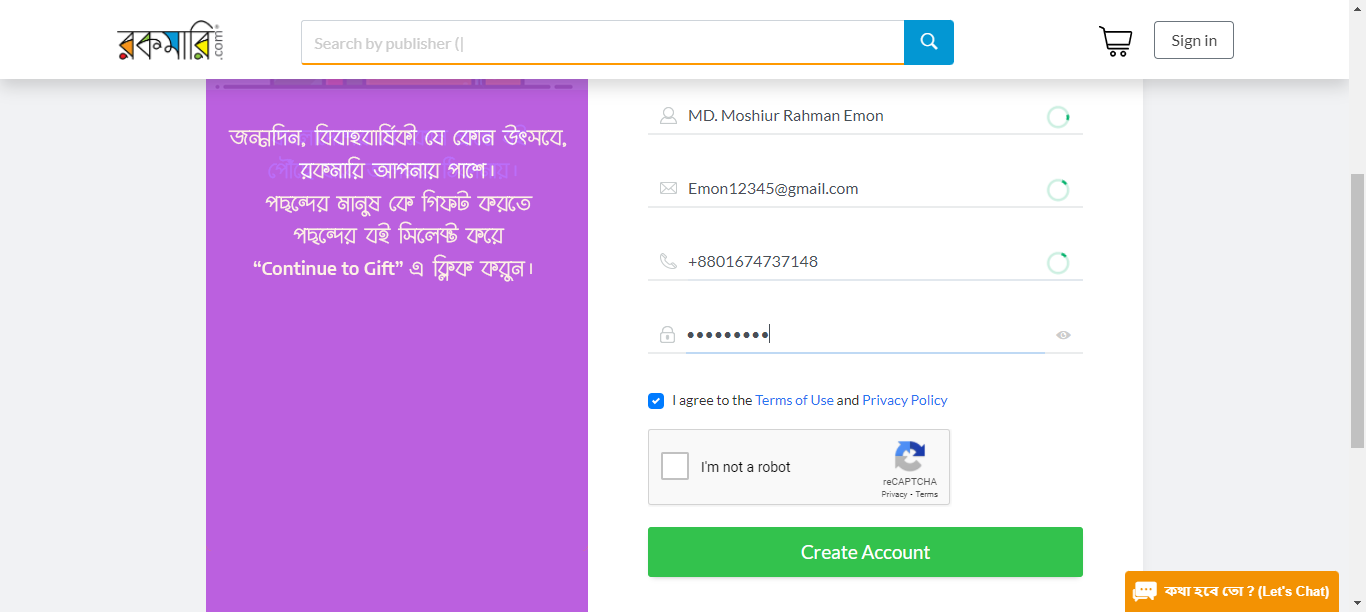 রকমারি.com
Search by publisher (|
Sign in
জন্মদিন, বিবাহবার্ষিকী যে কোন উৎসবে,
রকমারি আপনার পাশে।
পছন্দের মানুষ কে গিফট করতে
পছন্দের বই সিলেক্ট করে
“Continue to Gift” এ ক্লিক করুন।
MD. Moshiur Rahman Emon
Emon12345@gmail.com
+8801674737148
I agree to the Terms of Use and Privacy Policy
I'm not a robot
reCAPTCHA
Privacy - Terms
Create Account
কথা হবে তো ? (Let's Chat)